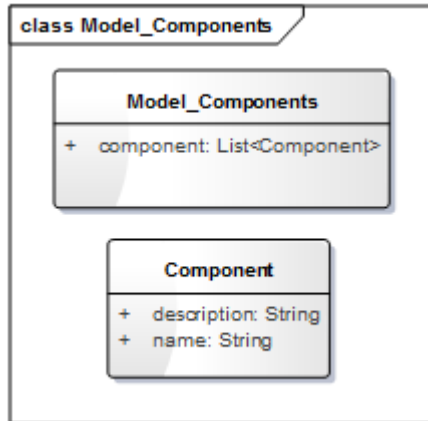 class Model_Components
Model_Components
+ component: List<Component>
Component
+ description: String
+ name: String